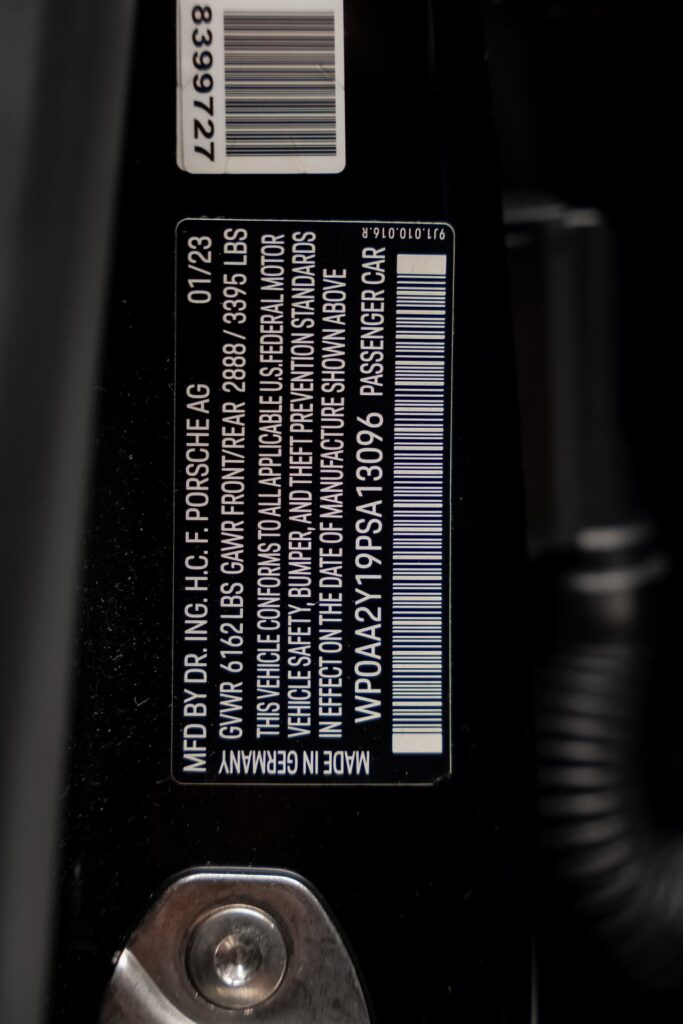 8399727
MFD BY DR. ING. H.C. F. PORSCHE AG 01/23
GVWR 6162 LBS GAWR FRONT/REAR 2888 / 3395 LBS
THIS VEHICLE CONFORMS TO ALL APPLICABLE U.S.FEDERAL MOTOR
VEHICLE SAFETY, BUMPER, AND THEFT PREVENTION STANDARDS
IN EFFECT ON THE DATE OF MANUFACTURE SHOWN ABOVE
WP0AA2Y19PSA13096 PASSENGER CAR
MADE IN GERMANY
9J1.010.016.R